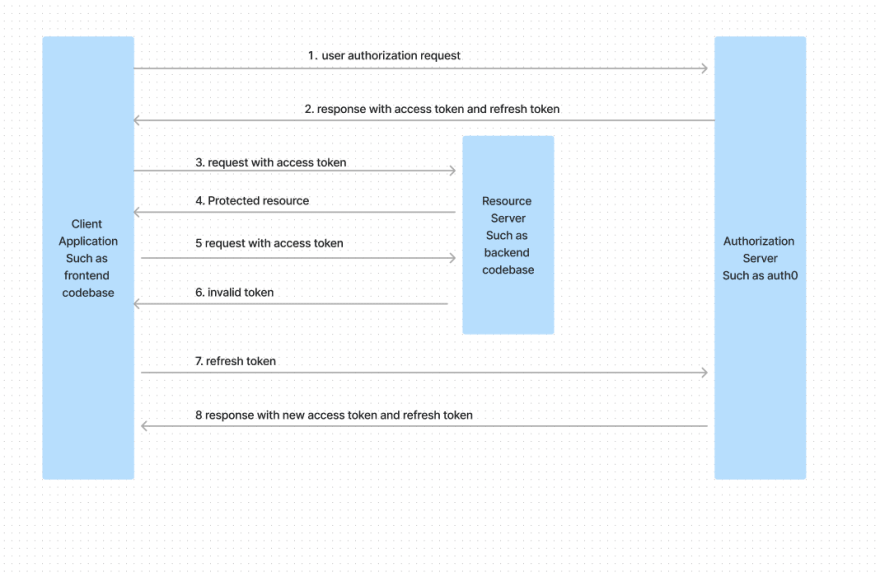 1. user authorization request
2. response with access token and refresh token
3. request with access token
4. Protected resource
5 request with access token
6. invalid token
7. refresh token
8 response with new access token and refresh token
Client
Application
Such as
frontend
codebase
Resource
Server
Such as
backend
codebase
Authorization
Server
Such as auth0